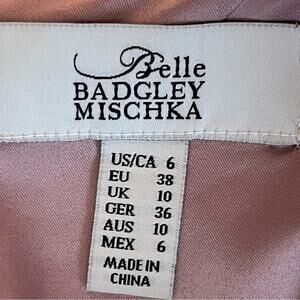 Belle
BADGLEY
MISCHKA
US/CA 6
EU 38
UK 10
GER 36
AUS 10
MEX 6
MADE IN
CHINA